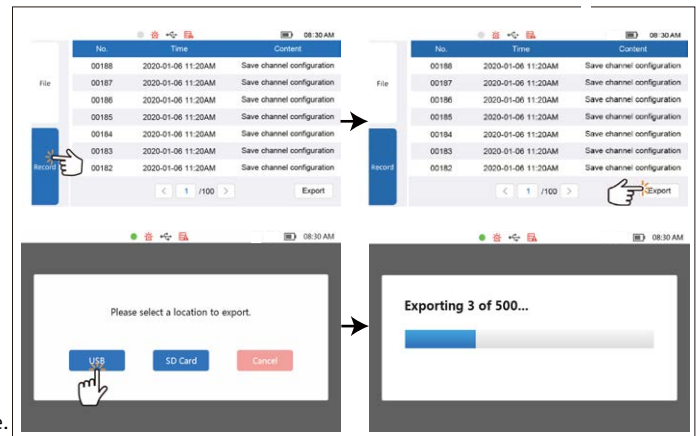 08:30 AM
No. Time Content
00188 2020-01-06 11:20AM Save channel configuration
File 00187 2020-01-06 11:20AM Save channel configuration
00186 2020-01-06 11:20AM Save channel configuration
00185 2020-01-06 11:20AM Save channel configuration
00184 2020-01-06 11:20AM Save channel configuration
00183 2020-01-06 11:20AM Save channel configuration
Record 00182 2020-01-06 11:20AM Save channel configuration
< 1 /100 > Export
08:30 AM
No. Time Content
00188 2020-01-06 11:20AM Save channel configuration
File 00187 2020-01-06 11:20AM Save channel configuration
00186 2020-01-06 11:20AM Save channel configuration
00185 2020-01-06 11:20AM Save channel configuration
00184 2020-01-06 11:20AM Save channel configuration
00183 2020-01-06 11:20AM Save channel configuration
Record 00182 2020-01-06 11:20AM Save channel configuration
< 1 /100 > Export
08:30 AM
Please select a location to export.
USB SD Card Cancel
08:30 AM
Exporting 3 of 500...
e.